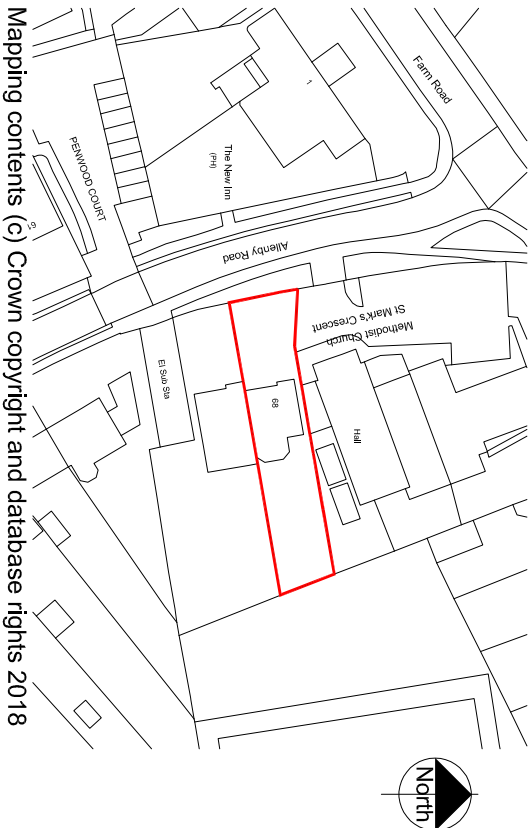 Farm Road
1
The New Inn
(PH)
PENWOOD COURT
19
Allenby Road
St Mark's Crescent
Methodist Church
El Sub Sta
68
Hall
Mapping contents (c) Crown copyright and database rights 2018
North